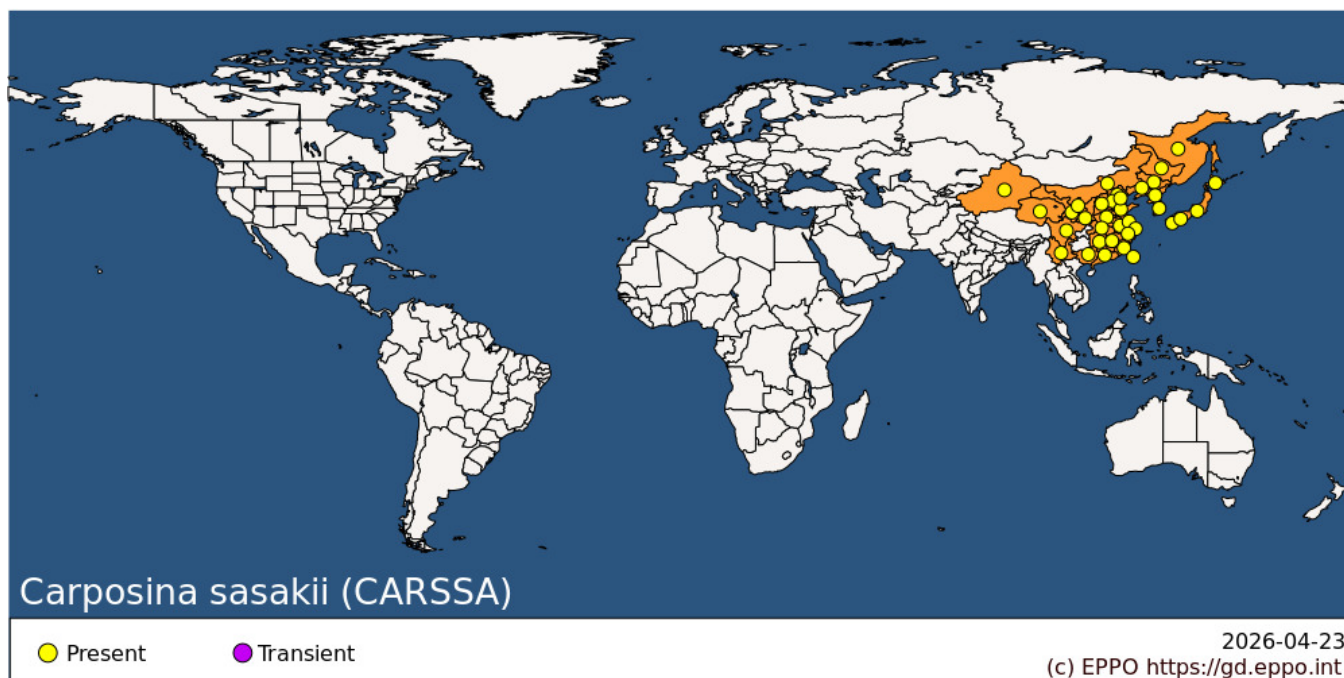 Carposina sasakii (CARSSA)
Present
Transient
2026-04-23
(c) EPPO https://gd.eppo.int